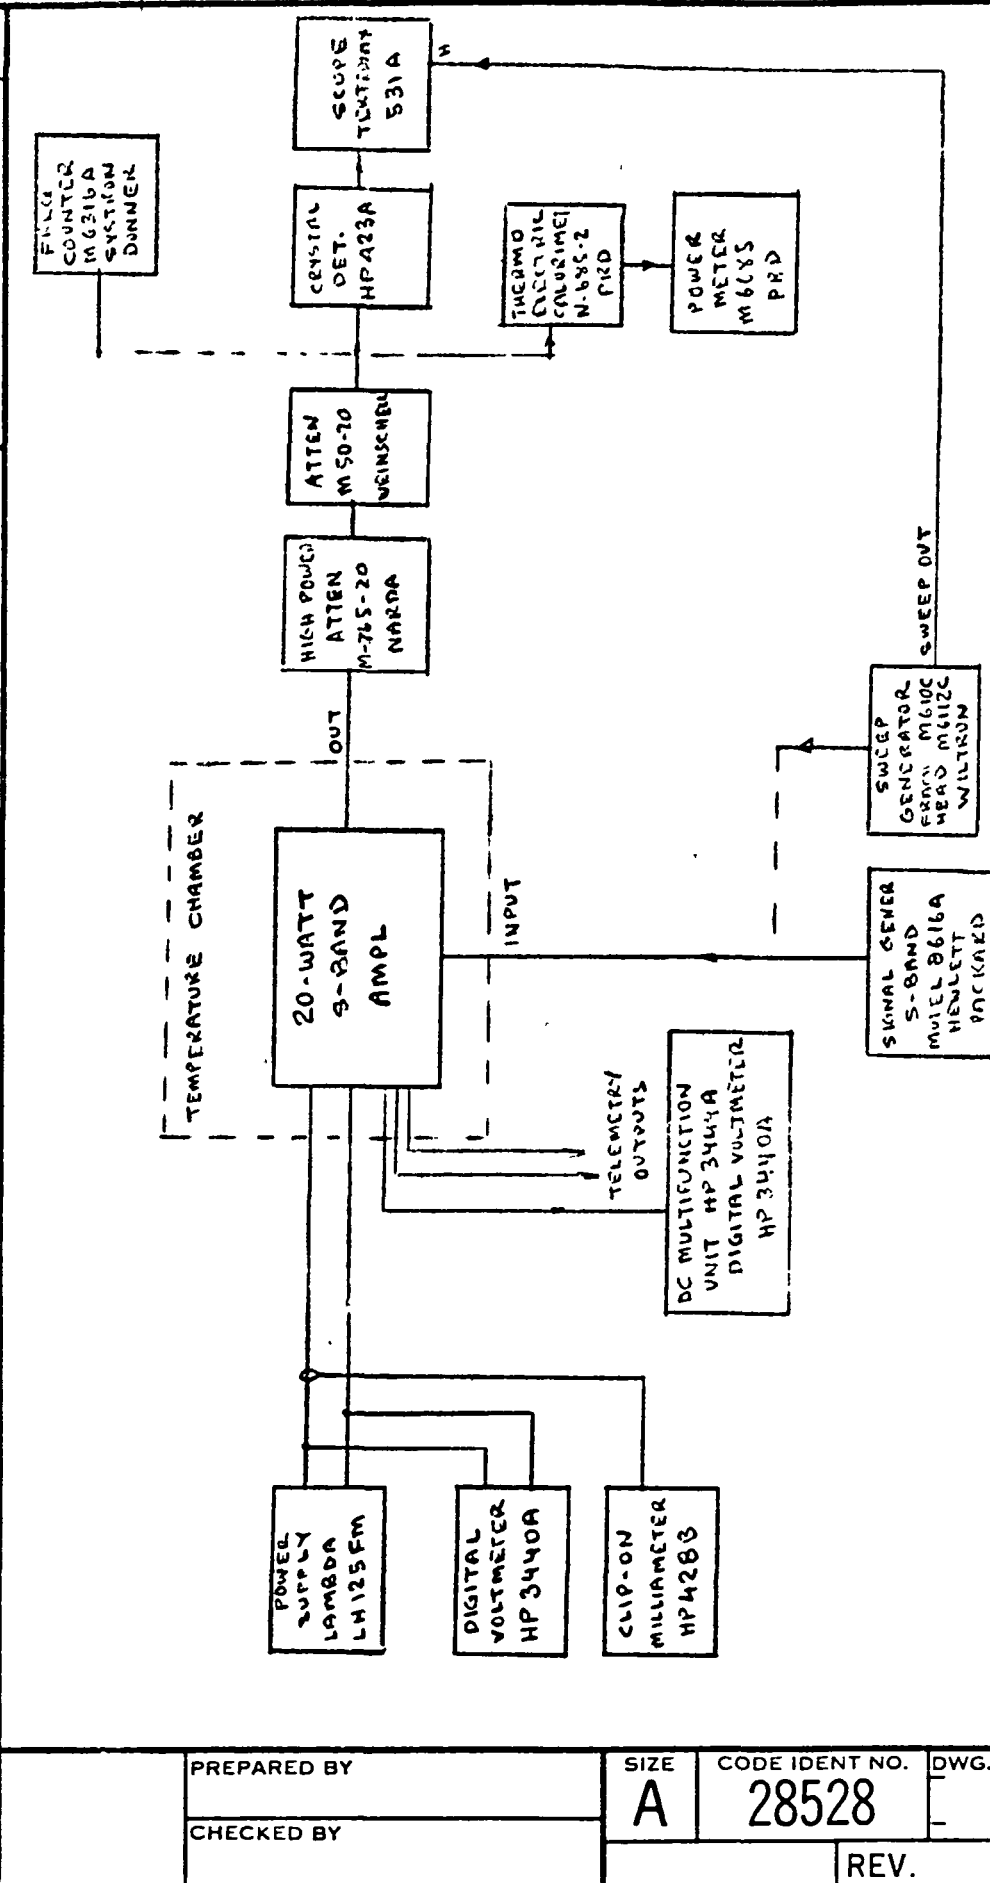 COUNTER
M6316A
SYSTRON
DONNER
SCOPE
TEKTRONIX
531A
H
CRYSTAL
DET.
HP423A
THERMO
ELECTRIC
CALORIMET
N-685-2
PRD
POWER
METER
M6685
PRD
ATTEN
M50-20
WEINSCHEL
HIGH POWER
ATTEN
M-765-20
NARDA
OUT
SWEEP OUT
SWEEP
GENERATOR
FRAME M610C
HEAD M6112C
WILTRON
TEMPERATURE CHAMBER
20-WATT
S-BAND
AMPL
INPUT
SIGNAL GENER
S-BAND
MODEL 8616A
HEWLETT
PACKARD
TELEMETRY
OUTPUTS
DC MULTIFUNCTION
UNIT HP 3444A
DIGITAL VOLTMETER
HP 3440A
POWER
SUPPLY
LAMBDA
LH125FM
DIGITAL
VOLTMETER
HP 3440A
CLIP-ON
MILLIAMETER
HP428B
PREPARED BY
CHECKED BY
SIZE
A
CODE IDENT NO.
28528
DWG.
REV.